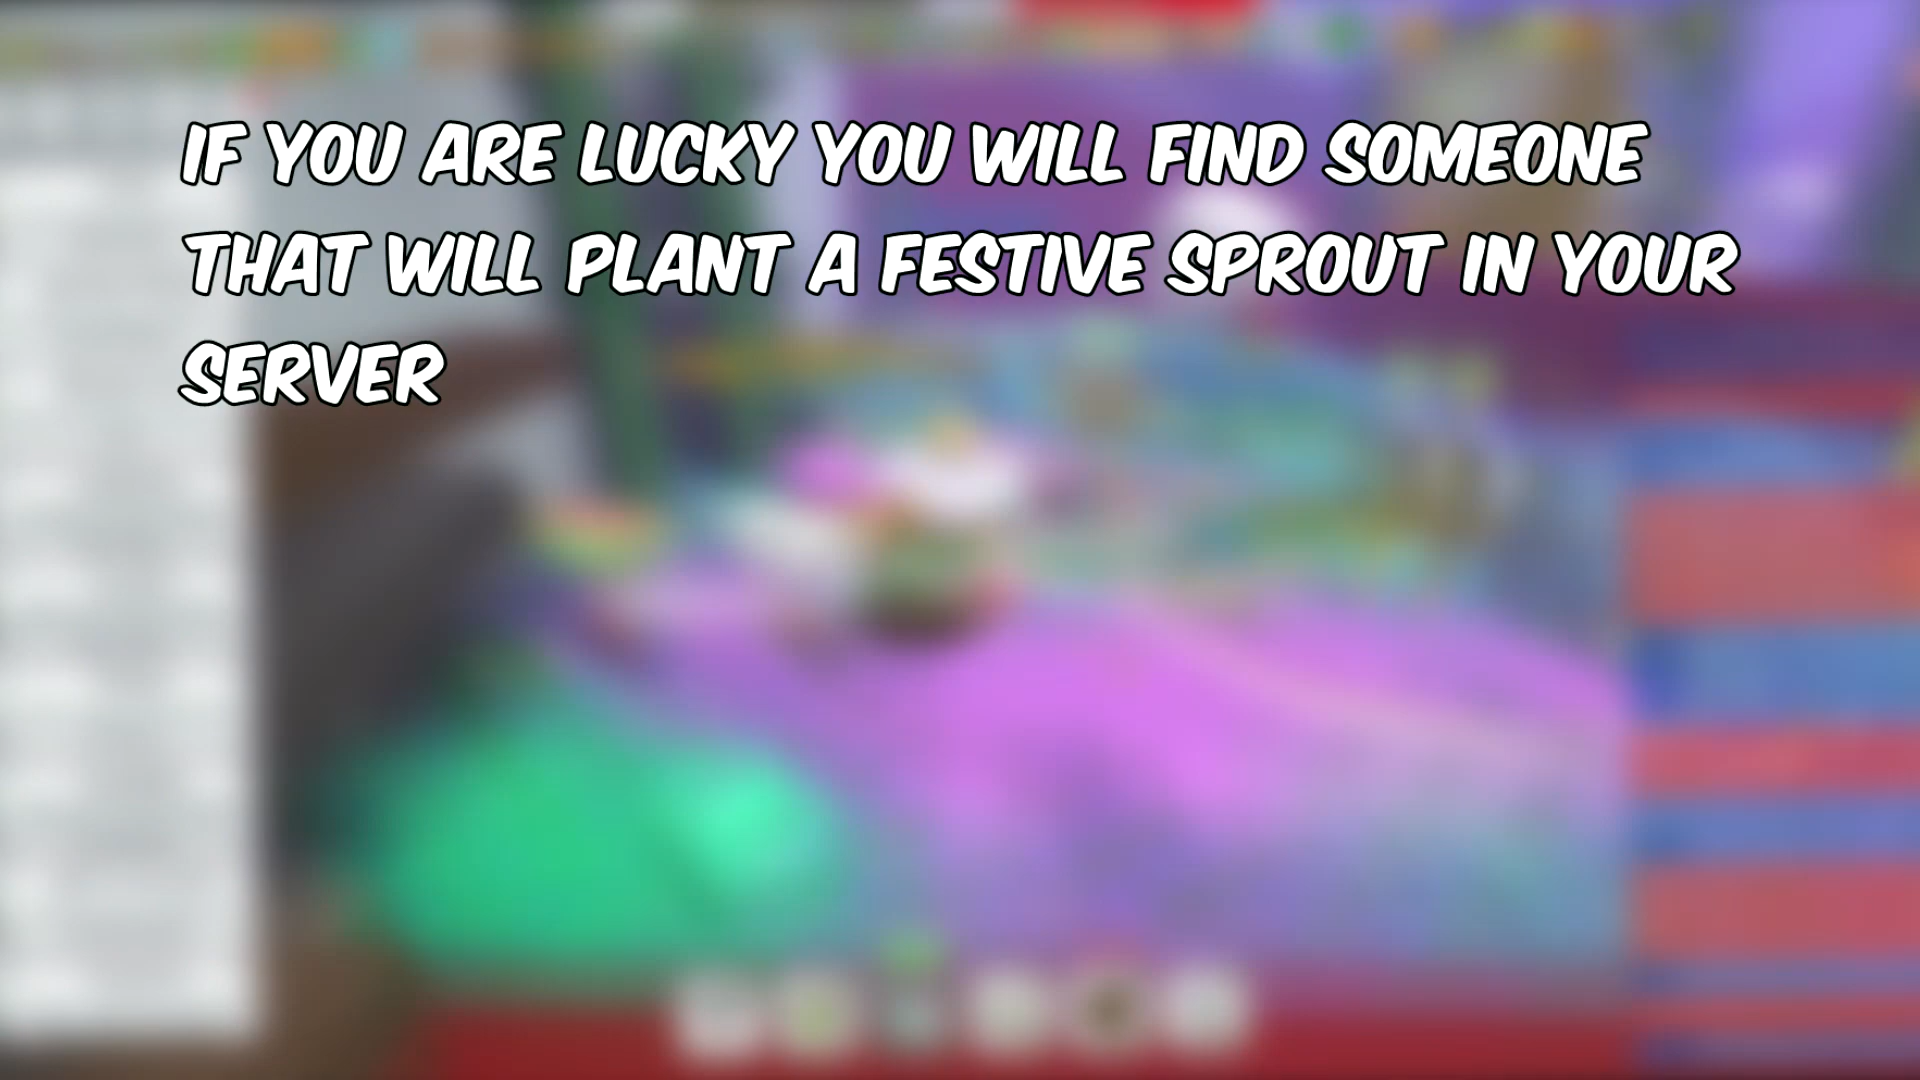 IF YOU ARE LUCKY YOU WILL FIND SOMEONE
THAT WILL PLANT A FESTIVE SPROUT IN YOUR
SERVER